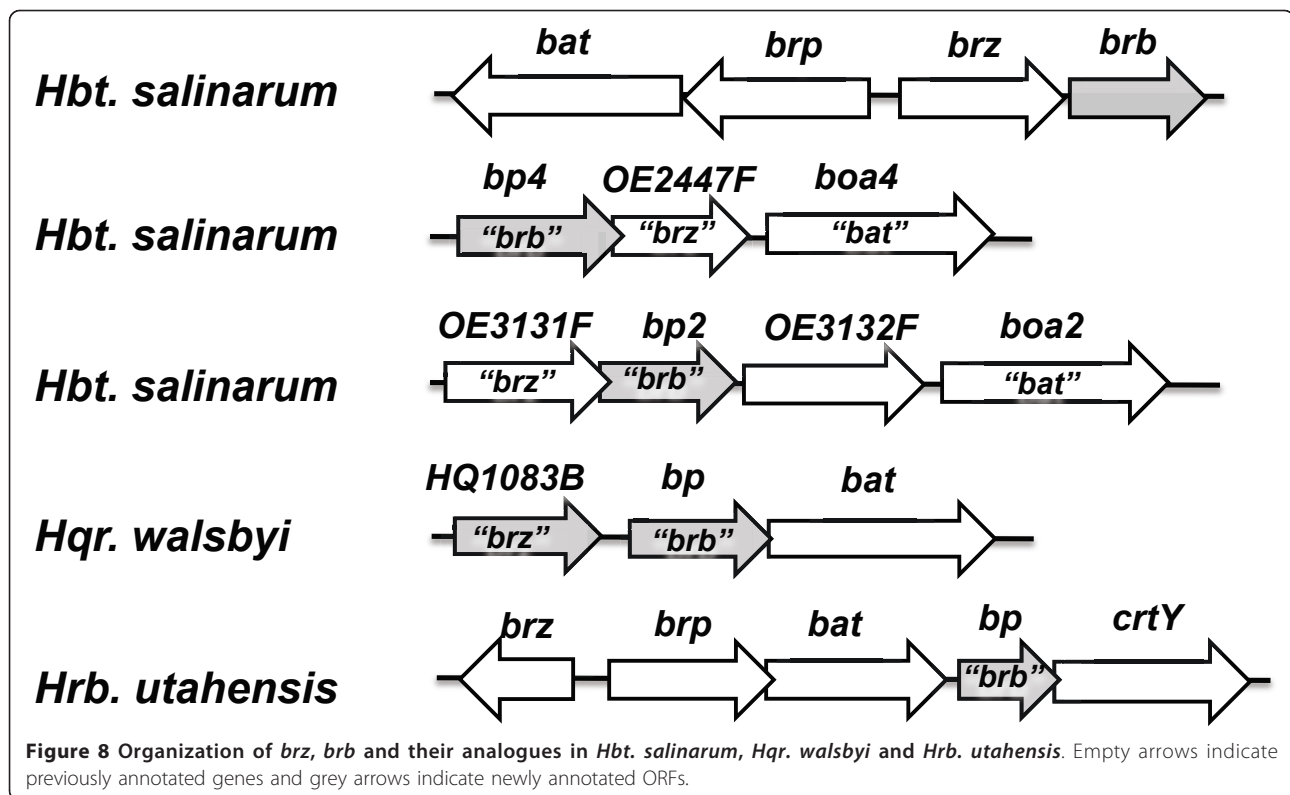 bat brp brz brb
Hbt. salinarum
bp4 OE2447F boa4
Hbt. salinarum "brb" "brz" "bat"
OE3131F bp2 OE3132F boa2
Hbt. salinarum "brz" "brb" "bat"
HQ1083B bp bat
Hqr. walsbyi "brz" "brb"
brz brp bat bp crtY
Hrb. utahensis "brb"
Figure 8 Organization of brz, brb and their analogues in Hbt. salinarum, Hqr. walsbyi and Hrb. utahensis. Empty arrows indicate
previously annotated genes and grey arrows indicate newly annotated ORFs.